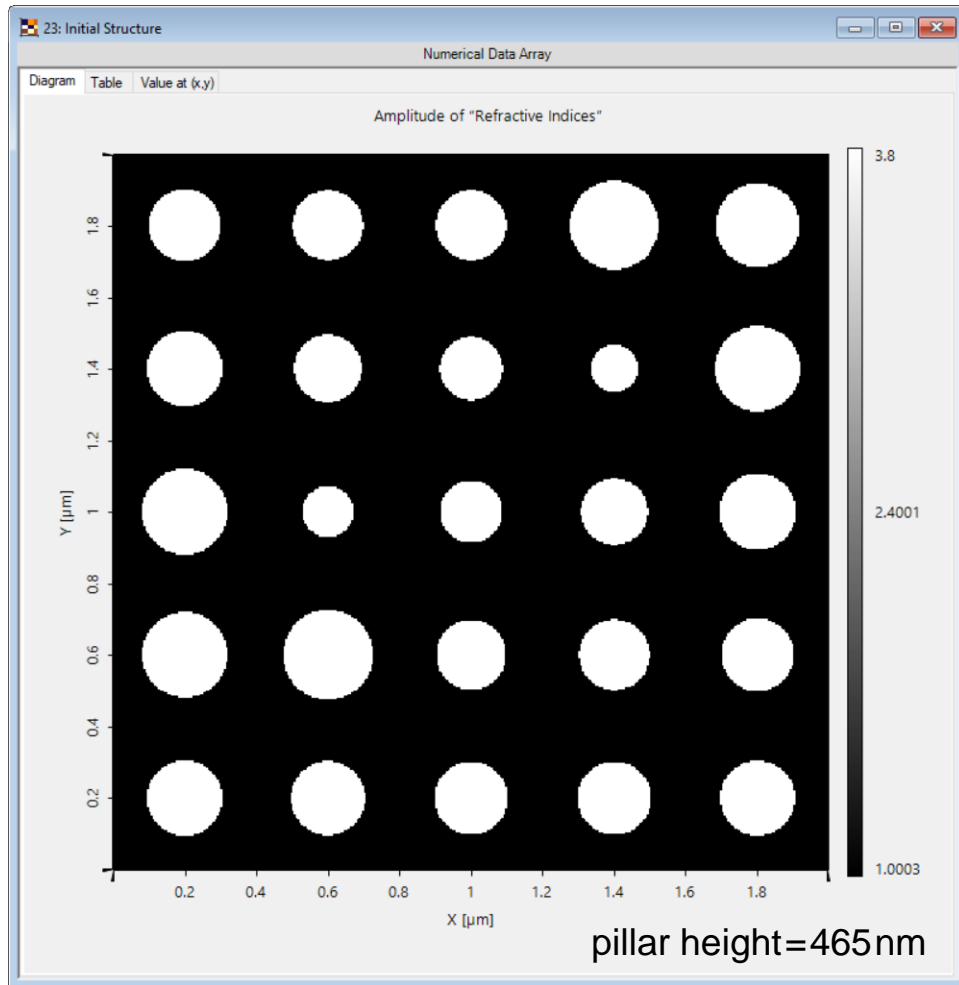 23: Initial Structure
Numerical Data Array
Diagram Table Value at (x,y)
Amplitude of "Refractive Indices"
3.8
2.4001
1.0003
Y [µm]
1.8
1.6
1.4
1.2
1
0.8
0.6
0.4
0.2
0.2 0.4 0.6 0.8 1 1.2 1.4 1.6 1.8
X [µm]
pillar height=465nm